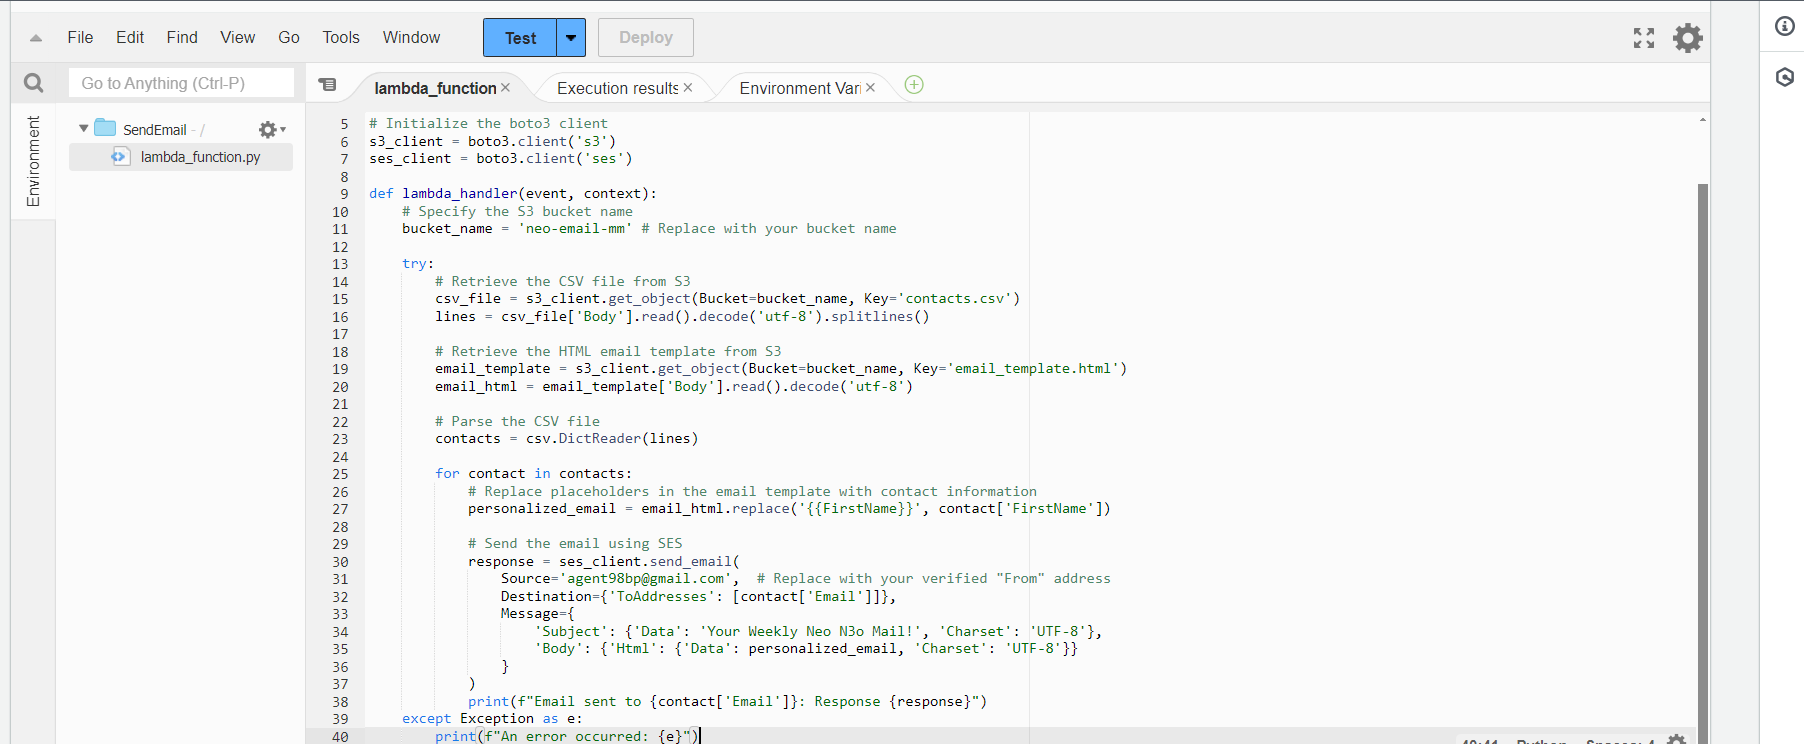 File Edit Find View Go Tools Window Test Deploy
Go to Anything (Ctrl-P)
lambda_function × Execution results × Environment Vari ×
Environment
SendEmail - /
lambda_function.py
5 # Initialize the boto3 client
6 s3_client = boto3.client('s3')
7 ses_client = boto3.client('ses')
8
9 def lambda_handler(event, context):
10 # Specify the S3 bucket name
11 bucket_name = 'neo-email-mm' # Replace with your bucket name
12
13 try:
14 # Retrieve the CSV file from S3
15 csv_file = s3_client.get_object(Bucket=bucket_name, Key='contacts.csv')
16 lines = csv_file['Body'].read().decode('utf-8').splitlines()
17
18 # Retrieve the HTML email template from S3
19 email_template = s3_client.get_object(Bucket=bucket_name, Key='email_template.html')
20 email_html = email_template['Body'].read().decode('utf-8')
21
22 # Parse the CSV file
23 contacts = csv.DictReader(lines)
24
25 for contact in contacts:
26 # Replace placeholders in the email template with contact information
27 personalized_email = email_html.replace('{{FirstName}}', contact['FirstName'])
28
29 # Send the email using SES
30 response = ses_client.send_email(
31 Source='agent98bp@gmail.com', # Replace with your verified "From" address
32 Destination={'ToAddresses': [contact['Email']]},
33 Message={
34 'Subject': {'Data': 'Your Weekly Neo N3o Mail!', 'Charset': 'UTF-8'},
35 'Body': {'Html': {'Data': personalized_email, 'Charset': 'UTF-8'}}
36 }
37 )
38 print(f"Email sent to {contact['Email']}: Response {response}")
39 except Exception as e:
40 print(f"An error occurred: {e}")